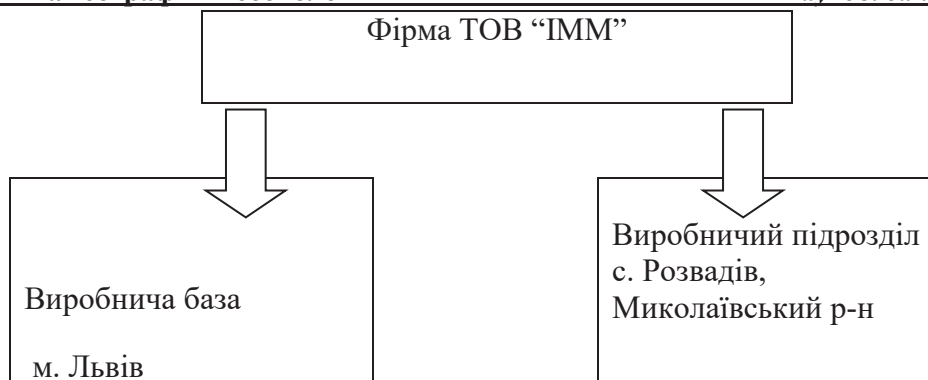 Фірма ТОВ “ІММ”
Виробнича база
м. Львів
Виробничий підрозділ
с. Розвадів,
Миколаївський р-н